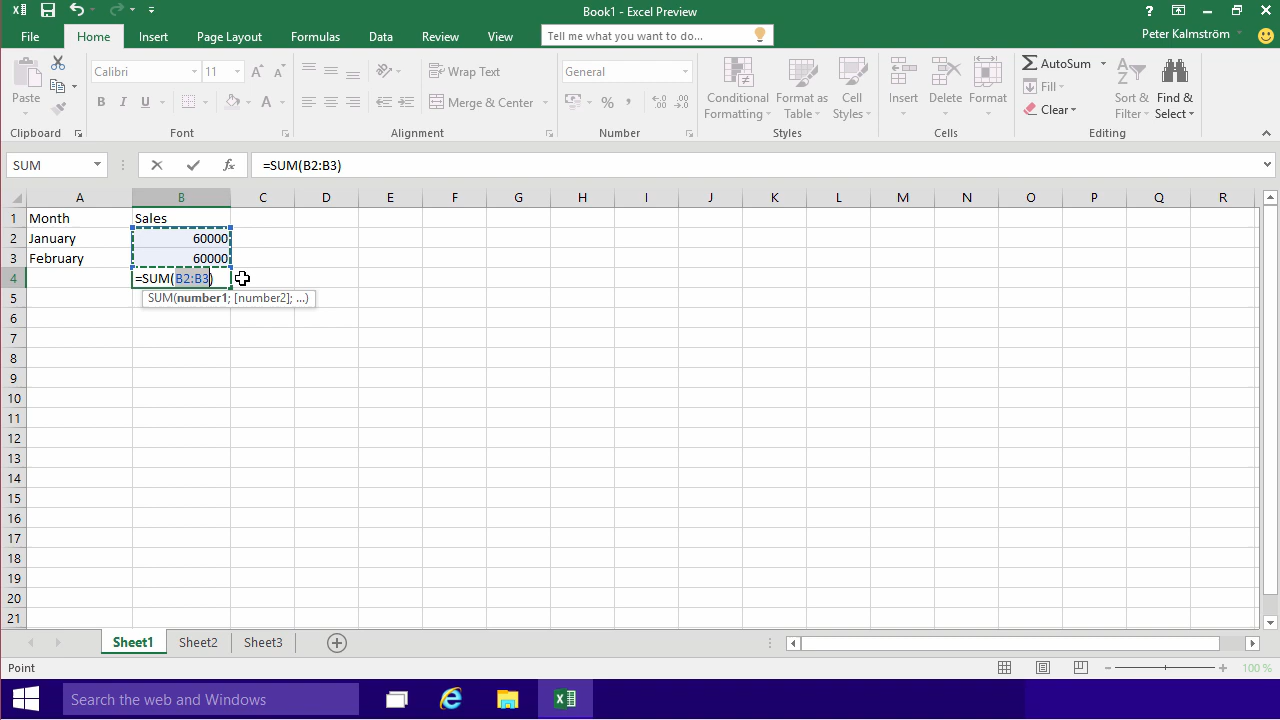 Book1 - Excel Preview
?
File Home Insert Page Layout Formulas Data Review View Tell me what you want to do... Peter Kalmström
Paste
Calibri 11 A A
B I U A
Wrap Text
Merge & Center
General
% ,
Conditional Formatting
Format as Table
Cell Styles
Insert Delete Format
AutoSum
Fill
Clear
Sort & Filter
Find & Select
Clipboard Font Alignment Number Styles Cells Editing
SUM fx =SUM(B2:B3)
A B C D E F G H I J K L M N O P Q R
1 Month Sales
2 January 60000
3 February 60000
4 =SUM(B2:B3)
5 SUM(number1; [number2]; ...)
6
7
8
9
10
11
12
13
14
15
16
17
18
19
20
21
Sheet1 Sheet2 Sheet3
Point 100 %
Search the web and Windows